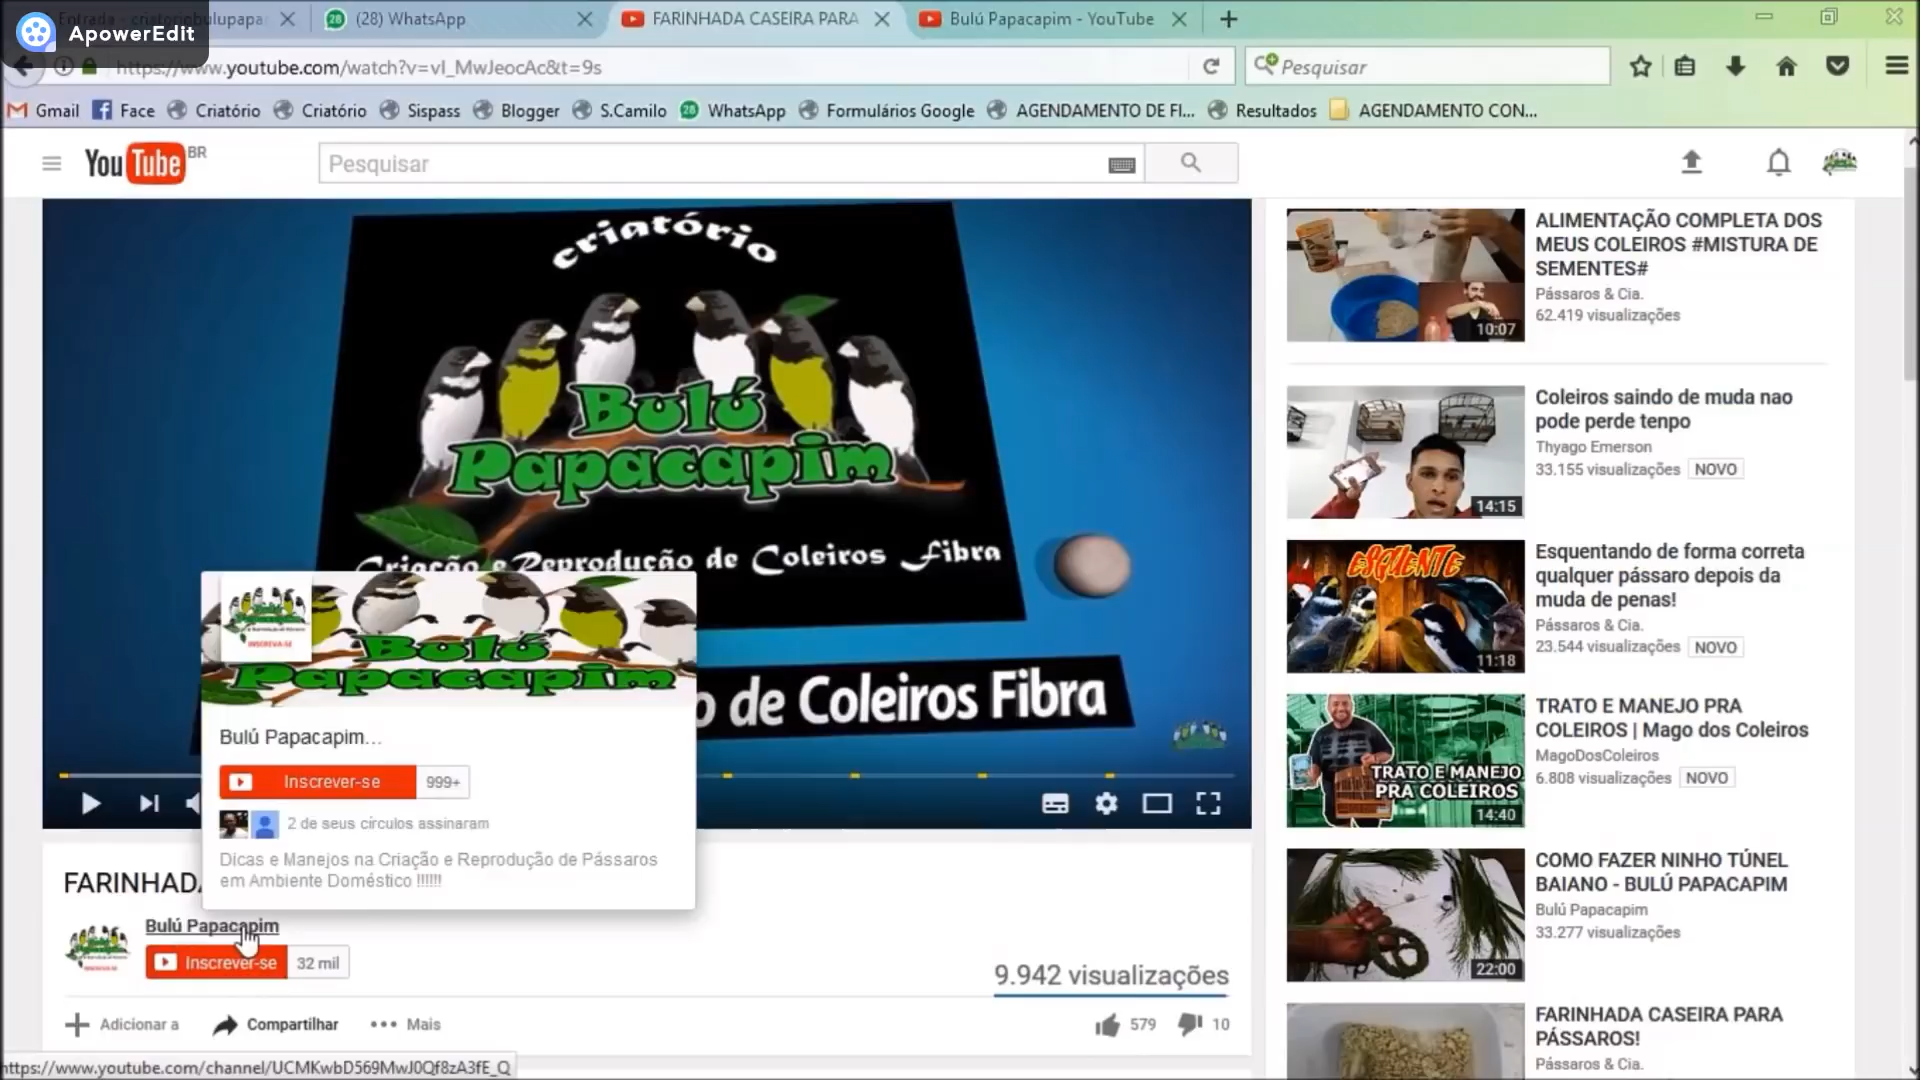 Entrada - criatoriobulupapa
(28) WhatsApp
FARINHADA CASEIRA PARA
Bulú Papacapim - YouTube
ApowerEdit
https://www.youtube.com/watch?v=vI_MwJeocAc&t=9s
Pesquisar
Gmail
Face
Criatório
Criatório
Sispass
Blogger
S.Camilo
28
WhatsApp
Formulários Google
AGENDAMENTO DE FI...
Resultados
AGENDAMENTO CON...
YouTube BR
Pesquisar
criatório
Bulú
Papacapim
Criação e Reprodução de Coleiros Fibra
o de Coleiros Fibra
Bulú
Papacapim
INSCREVA-SE
Bulú
Papacapim
Bulú Papacapim...
Inscrever-se 999+
2 de seus círculos assinaram
Dicas e Manejos na Criação e Reprodução de Pássaros
em Ambiente Doméstico !!!!!!
FARINHAD
Bulú Papacapim
Inscrever-se 32 mil
9.942 visualizações
Adicionar a
Compartilhar
Mais
579
10
https://www.youtube.com/channel/UCMKwbD569MwJ0Qf8zA3fE_Q
10:07
ALIMENTAÇÃO COMPLETA DOS
MEUS COLEIROS #MISTURA DE
SEMENTES#
Pássaros & Cia.
62.419 visualizações
14:15
Coleiros saindo de muda nao
pode perde tenpo
Thyago Emerson
33.155 visualizações NOVO
ESQUENTE
11:18
Esquentando de forma correta
qualquer pássaro depois da
muda de penas!
Pássaros & Cia.
23.544 visualizações NOVO
TRATO E MANEJO
PRA COLEIROS
14:40
TRATO E MANEJO PRA
COLEIROS | Mago dos Coleiros
MagoDosColeiros
6.808 visualizações NOVO
22:00
COMO FAZER NINHO TÚNEL
BAIANO - BULÚ PAPACAPIM
Bulú Papacapim
33.277 visualizações
FARINHADA CASEIRA PARA
PÁSSAROS!
Pássaros & Cia.